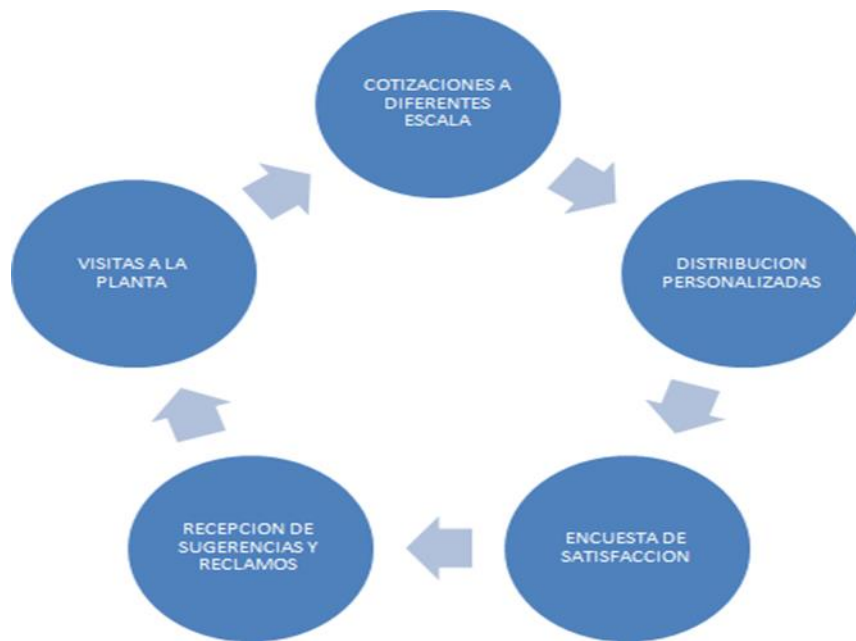 COTIZACIONES A
DIFERENTES
ESCALA
DISTRIBUCION
PERSONALIZADAS
ENCUESTA DE
SATISFACCION
RECEPCION DE
SUGERENCIAS Y
RECLAMOS
VISITAS A LA
PLANTA